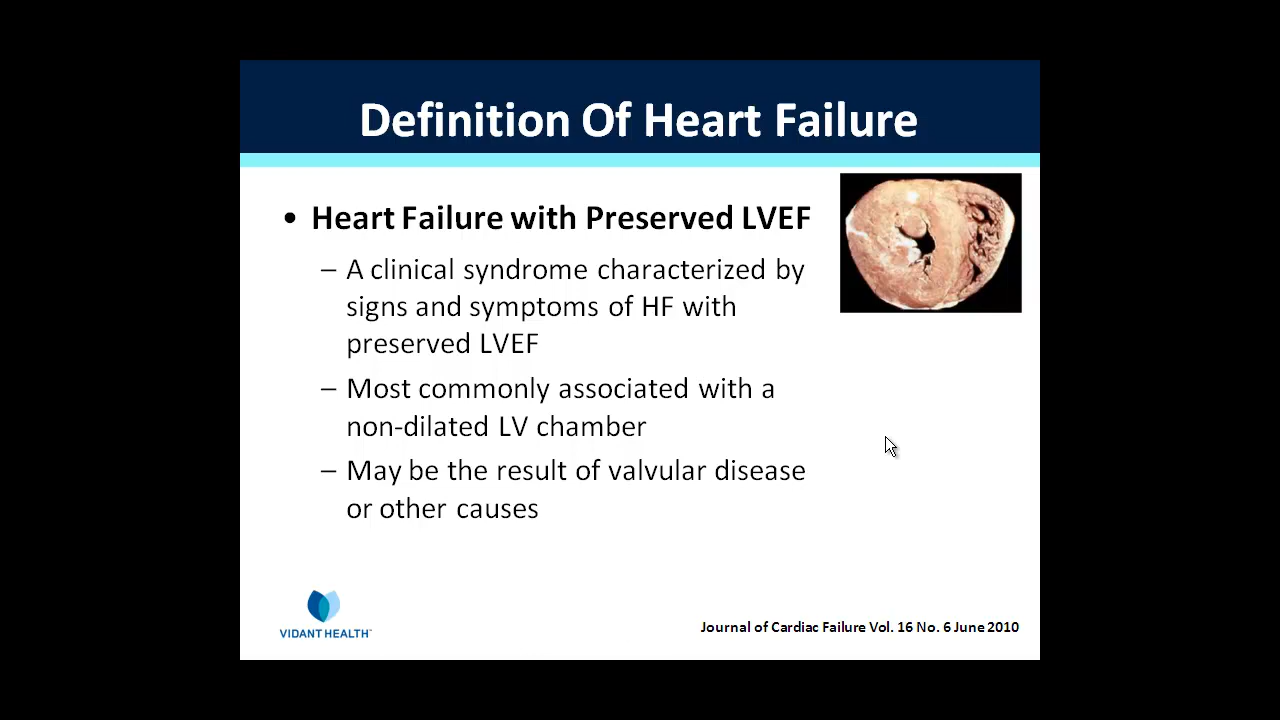 Definition Of Heart Failure
• Heart Failure with Preserved LVEF
– A clinical syndrome characterized by
signs and symptoms of HF with
preserved LVEF
– Most commonly associated with a
non-dilated LV chamber
– May be the result of valvular disease
or other causes
VIDANT HEALTH™
Journal of Cardiac Failure Vol. 16 No. 6 June 2010